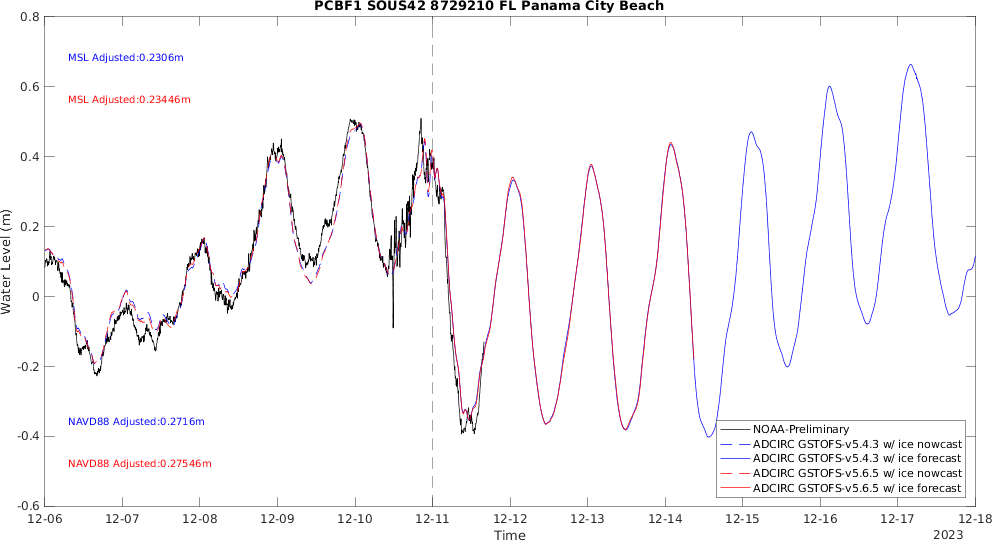 PCBF1 SOUS42 8729210 FL Panama City Beach
0.8
0.6
0.4
0.2
0
-0.2
-0.4
-0.6
Water Level (m)
MSL Adjusted:0.2306m
MSL Adjusted:0.23446m
NAVD88 Adjusted:0.2716m
NAVD88 Adjusted:0.27546m
NOAA-Preliminary
ADCIRC GSTOFS-v5.4.3 w/ ice nowcast
ADCIRC GSTOFS-v5.4.3 w/ ice forecast
ADCIRC GSTOFS-v5.6.5 w/ ice nowcast
ADCIRC GSTOFS-v5.6.5 w/ ice forecast
12-06 12-07 12-08 12-09 12-10 12-11 12-12 12-13 12-14 12-15 12-16 12-17 12-18
Time
2023